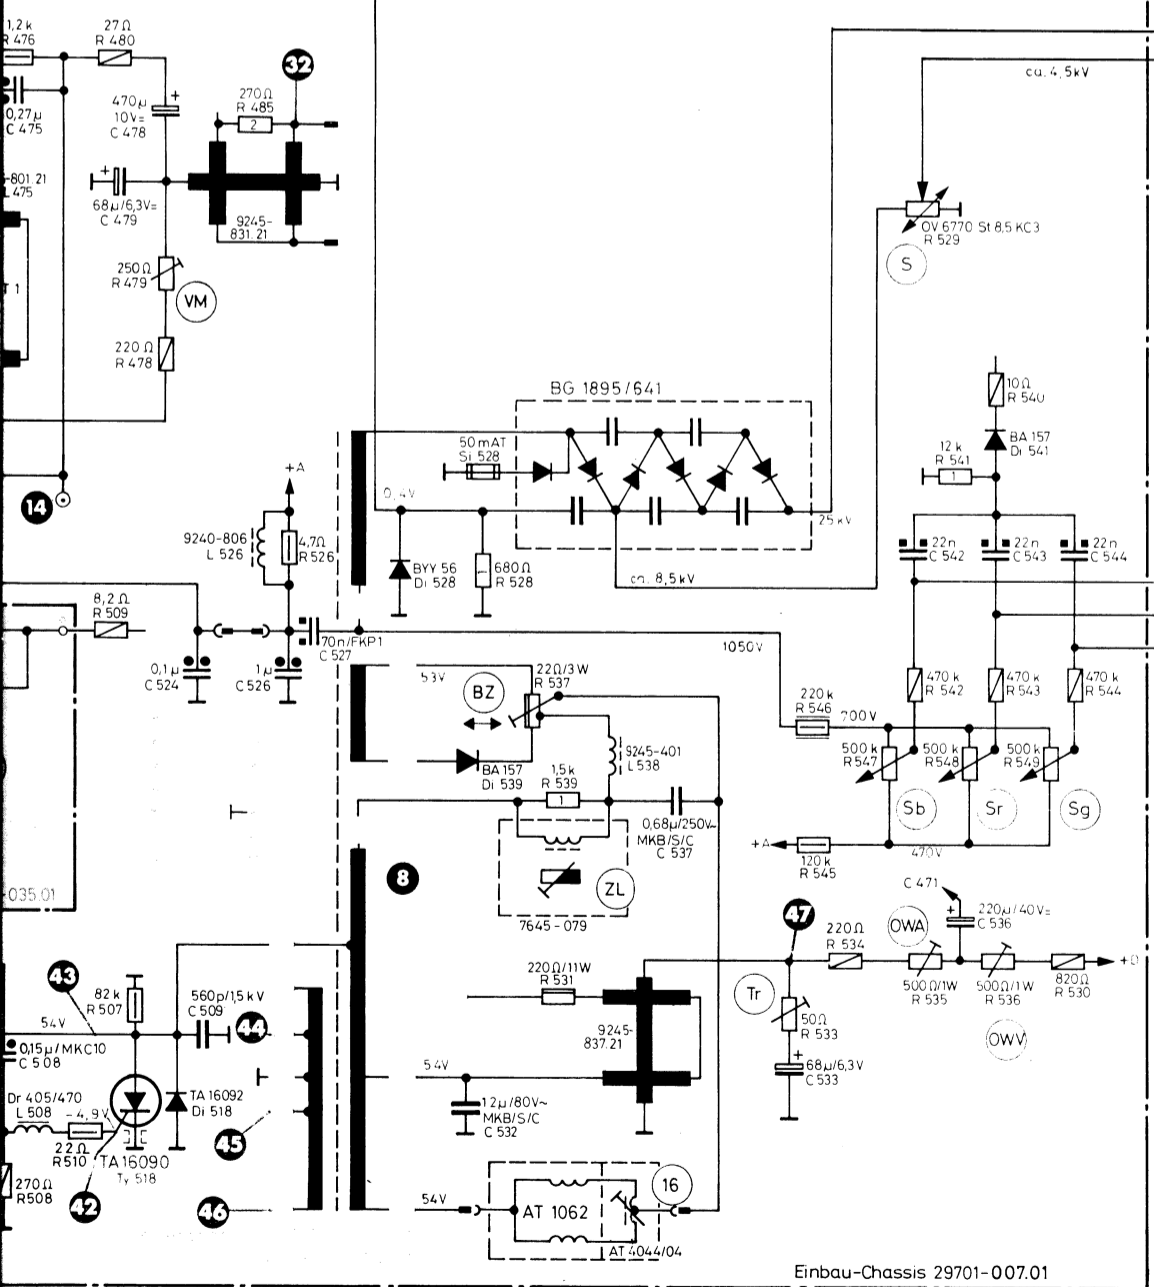 1,2k
R 476
27Ω
R 480
0,27µ
C 475
470µ
10V=
C 478
+
32
270Ω
R 485
2
-801.21
L 475
+
68µ/6,3V=
C 479
9245-
831.21
ca. 4,5kV
OV 6770 St 8,5 KC3
R 529
S
250Ω
R 479
VM
T 1
220Ω
R 478
BG 1895/641
50mAT
Si 528
10Ω
R 540
BA 157
Di 541
12 k
R 541
1
14
+A
9240-806
L 526
4,7Ω
R 526
0,4V
25kV
BYY 56
Di 528
680Ω
R 528
ca. 8,5kV
22n
C 542
22n
C 543
22n
C 544
8,2Ω
R 509
0,1µ
C 524
1µ
C 526
70n/FKP1
C 527
1050V
53V
BZ
22Ω/3W
R 537
BA 157
Di 539
9245-401
L 538
1,5k
R 539
1
0,68µ/250V~
MKB/S/C
C 537
ZL
7645-079
220 k
R 546
700V
470 k
R 542
470 k
R 543
470 k
R 544
500 k
R 547
500 k
R 548
500 k
R 549
Sb
Sr
Sg
+A
120 k
R 545
470V
035.01
8
C 471
+
220µ/40V=
C 536
47
OWA
220Ω
R 534
500Ω/1W
R 535
500Ω/1W
R 536
820Ω
R 530
OWV
Tr
50Ω
R 533
+
68µ/6,3V
C 533
220Ω/11W
R 531
9245-
837.21
43
54V
82 k
R 507
560p/1,5kV
C 509
44
0,15µ/MKC10
C 508
Dr 405/470
L 508
-4,9V
22Ω
R510
TA16090
Ty 518
TA 16092
Di 518
45
54V
12µ/80V~
MKB/S/C
C 532
270Ω
R508
42
46
54V
AT 1062
16
AT 4044/04
Einbau-Chassis 29701-007.01